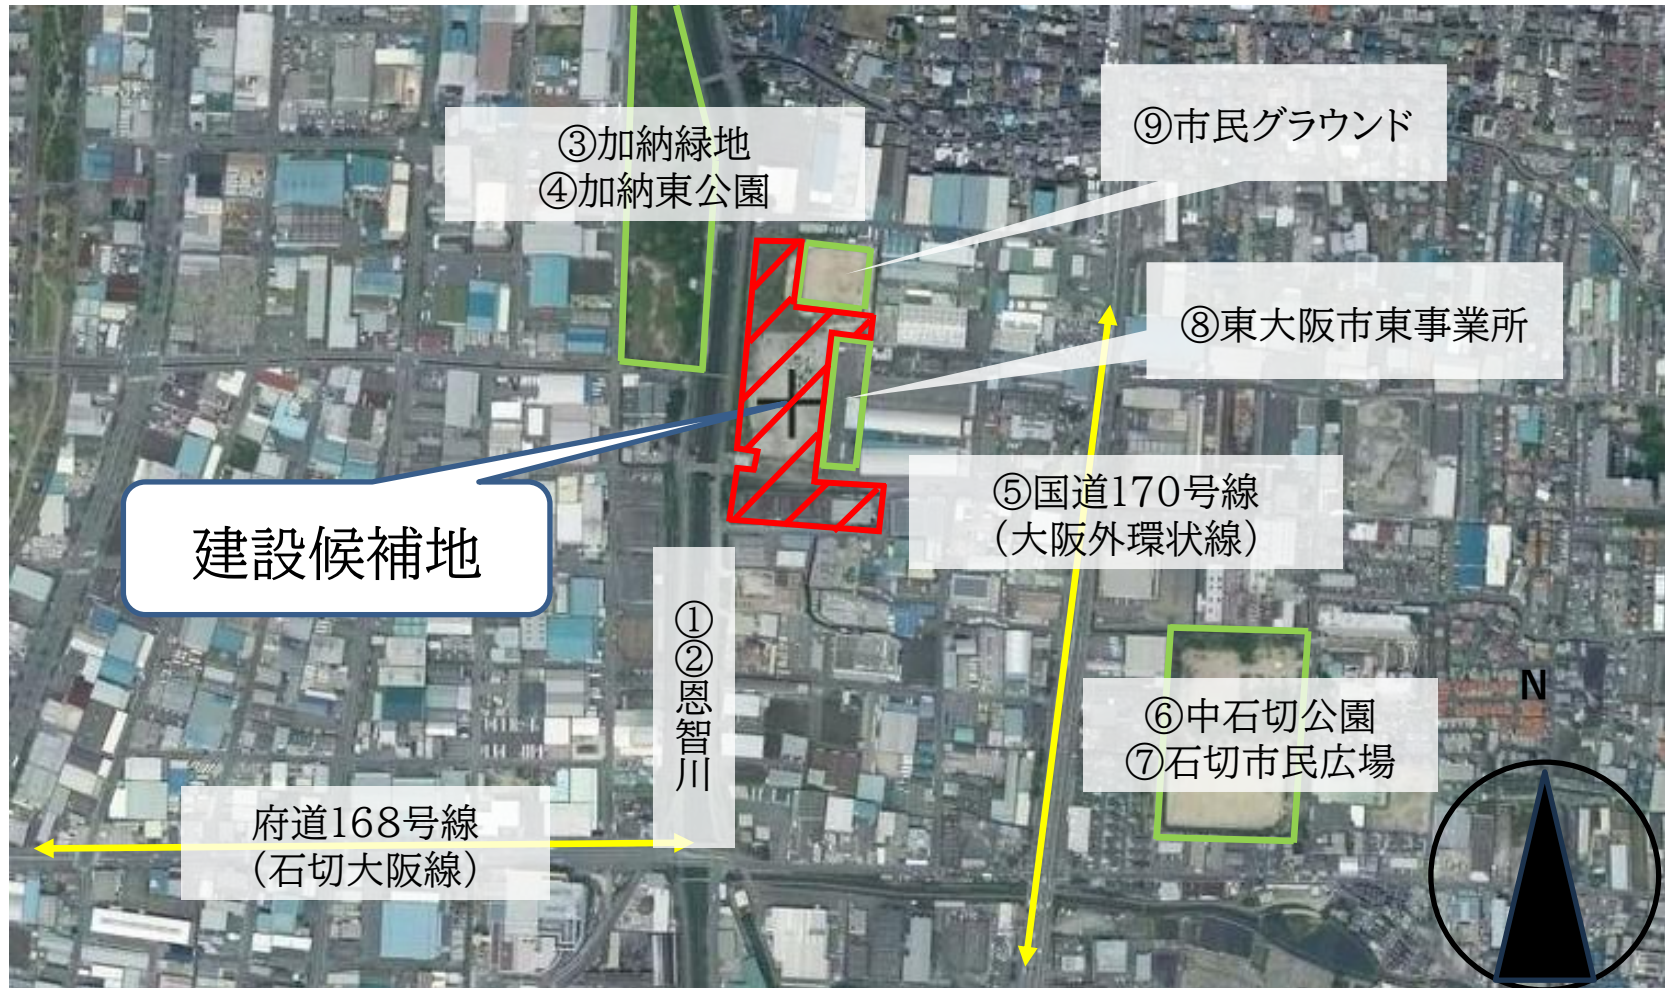 ③加納緑地
④加納東公園
⑨市民グラウンド
⑧東大阪市東事業所
⑤国道170号線
（大阪外環状線）
建設候補地
①②恩智川
⑥中石切公園
⑦石切市民広場
N
府道168号線
（石切大阪線）